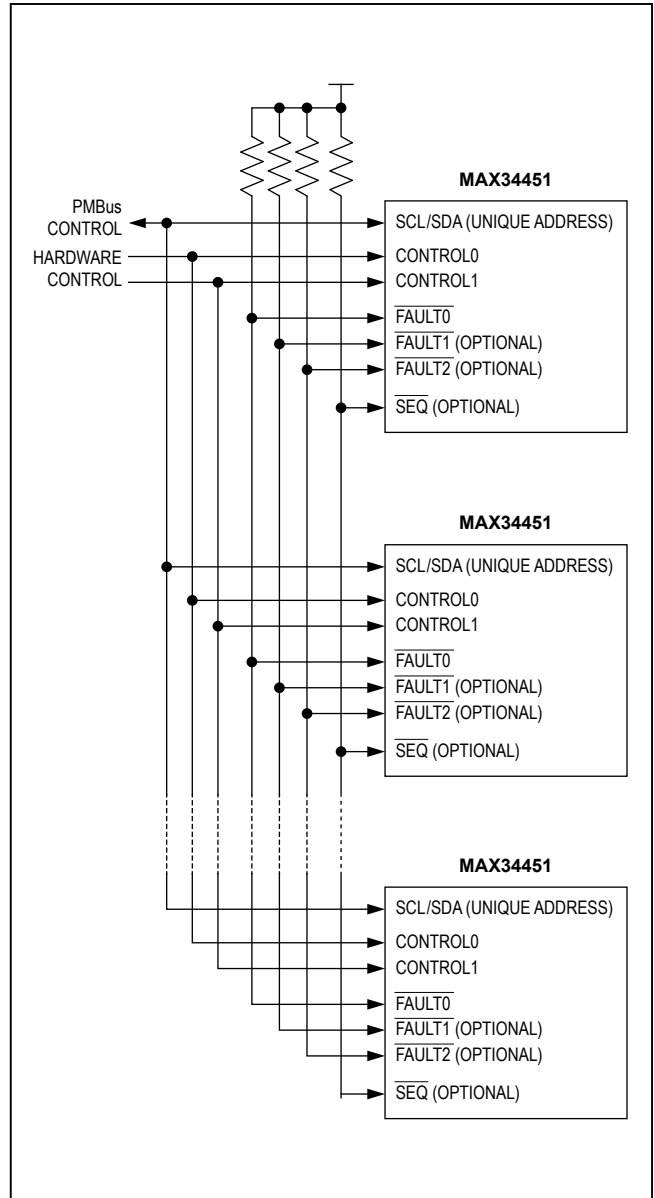 MAX34451
PMBus
CONTROL
HARDWARE
CONTROL
SCL/SDA (UNIQUE ADDRESS)
CONTROL0
CONTROL1
FAULT0
FAULT1 (OPTIONAL)
FAULT2 (OPTIONAL)
SEQ (OPTIONAL)
MAX34451
SCL/SDA (UNIQUE ADDRESS)
CONTROL0
CONTROL1
FAULT0
FAULT1 (OPTIONAL)
FAULT2 (OPTIONAL)
SEQ (OPTIONAL)
MAX34451
SCL/SDA (UNIQUE ADDRESS)
CONTROL0
CONTROL1
FAULT0
FAULT1 (OPTIONAL)
FAULT2 (OPTIONAL)
SEQ (OPTIONAL)